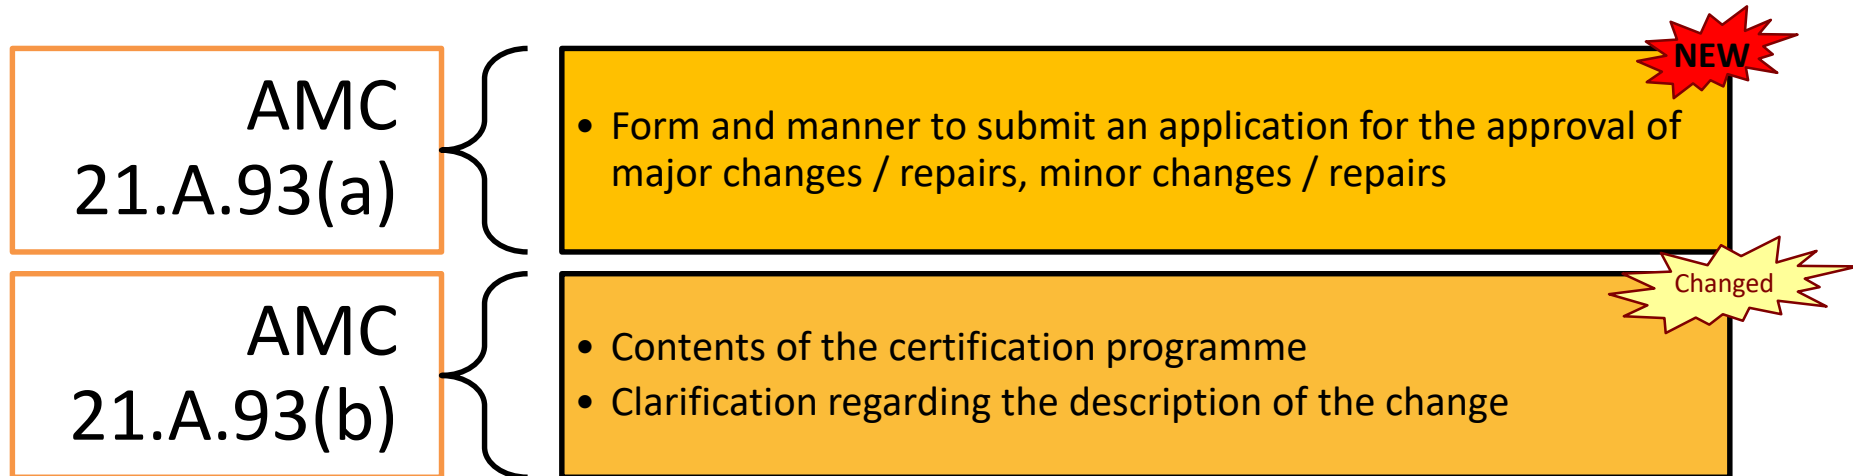 AMC
21.A.93(a)
NEW
• Form and manner to submit an application for the approval of
major changes / repairs, minor changes / repairs
AMC
21.A.93(b)
Changed
• Contents of the certification programme
• Clarification regarding the description of the change